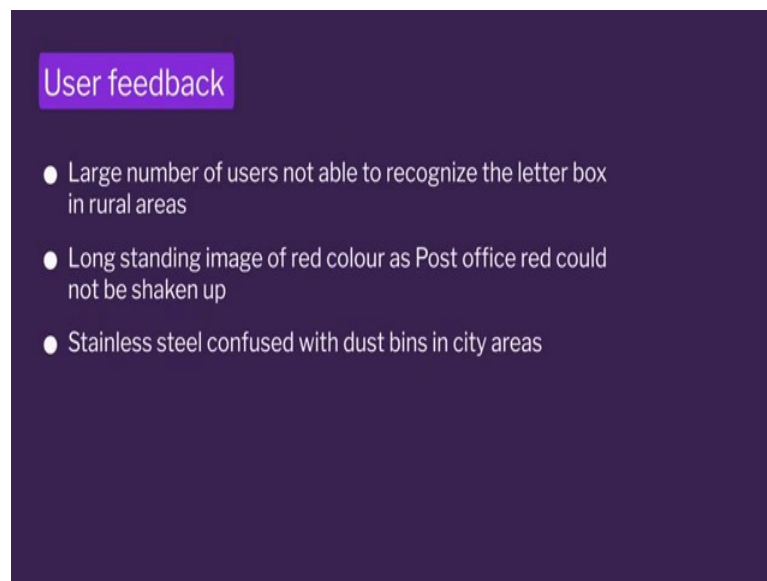 User feedback
● Large number of users not able to recognize the letter box
in rural areas
● Long standing image of red colour as Post office red could
not be shaken up
● Stainless steel confused with dust bins in city areas